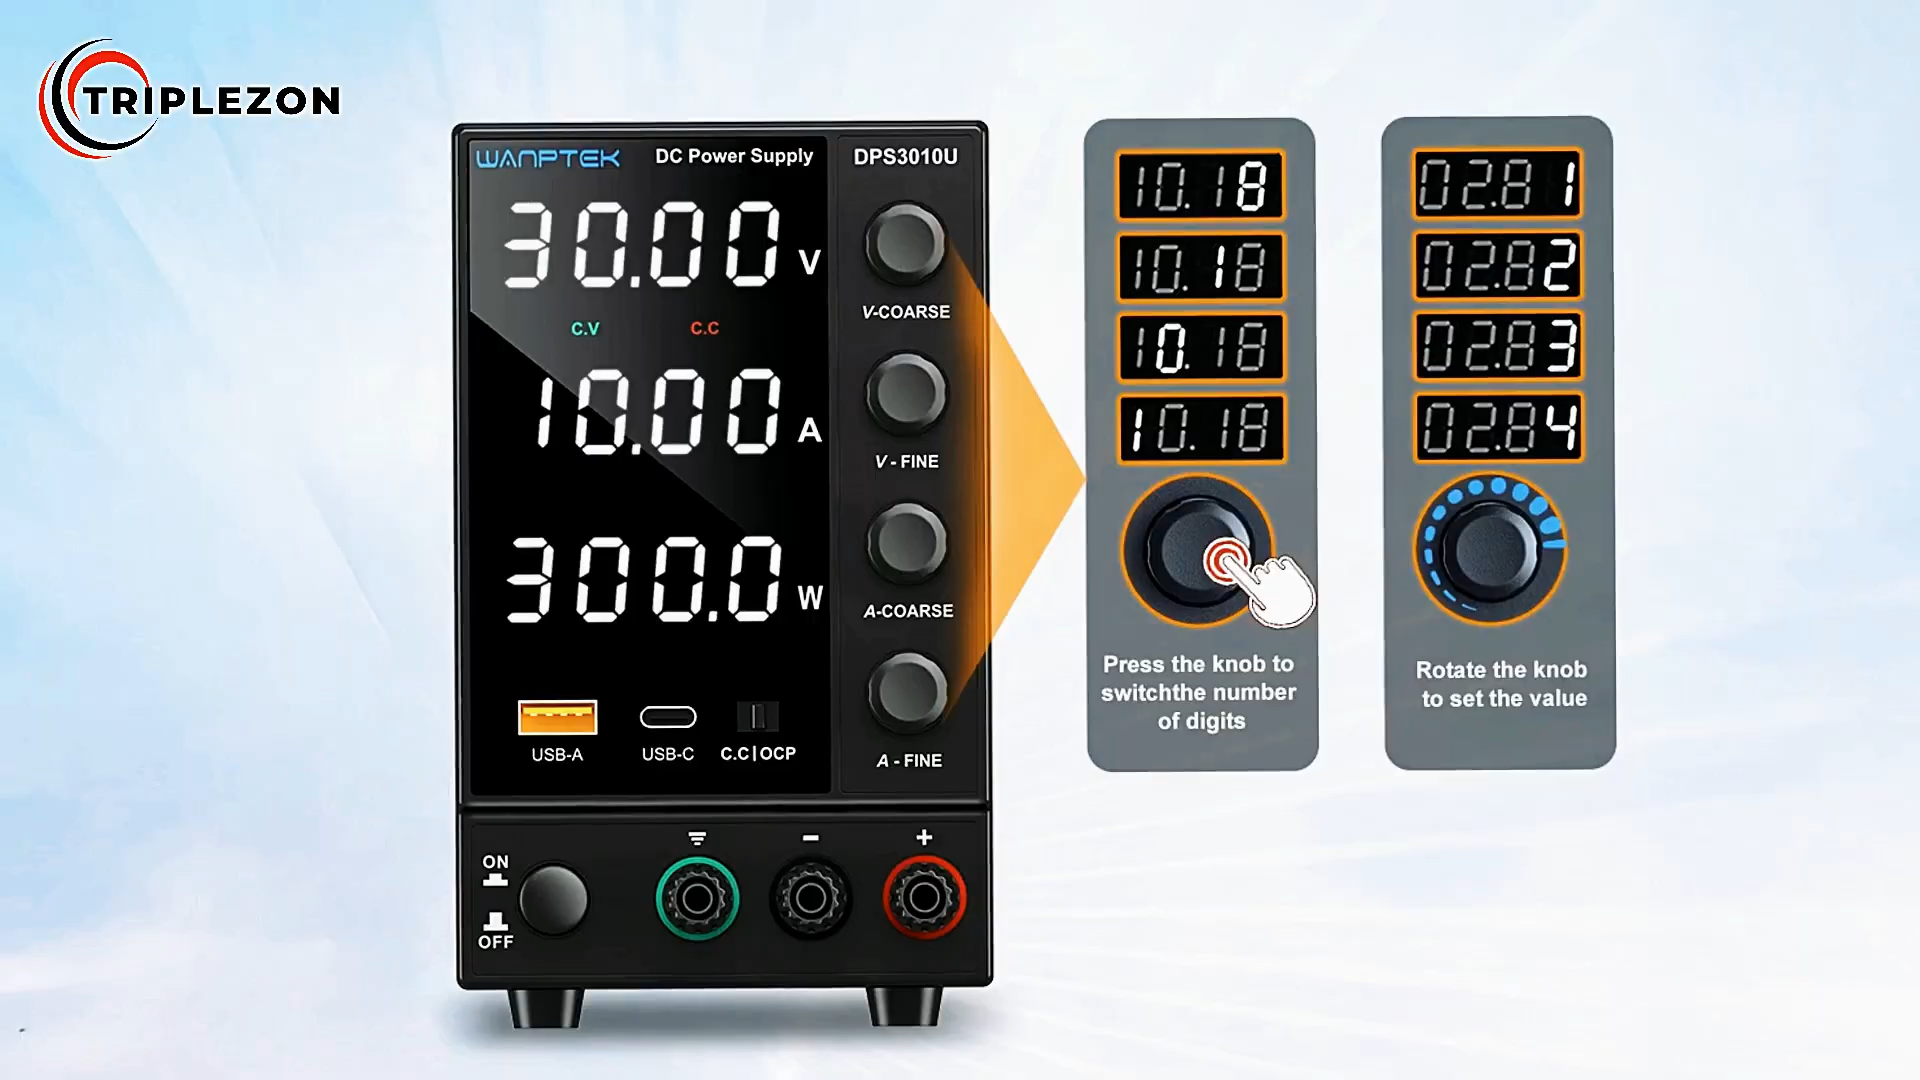 TRIPLEZON
WANPTEK DC Power Supply DPS3010U
30.00 V
V-COARSE
C.V C.C
10.00 A
V - FINE
300.0 W
A-COARSE
USB-A USB-C C.C|OCP
A - FINE
ON
OFF
- +
10.18
10.18
10.18
10.18
Press the knob to
switchthe number
of digits
02.81
02.82
02.83
02.84
Rotate the knob
to set the value